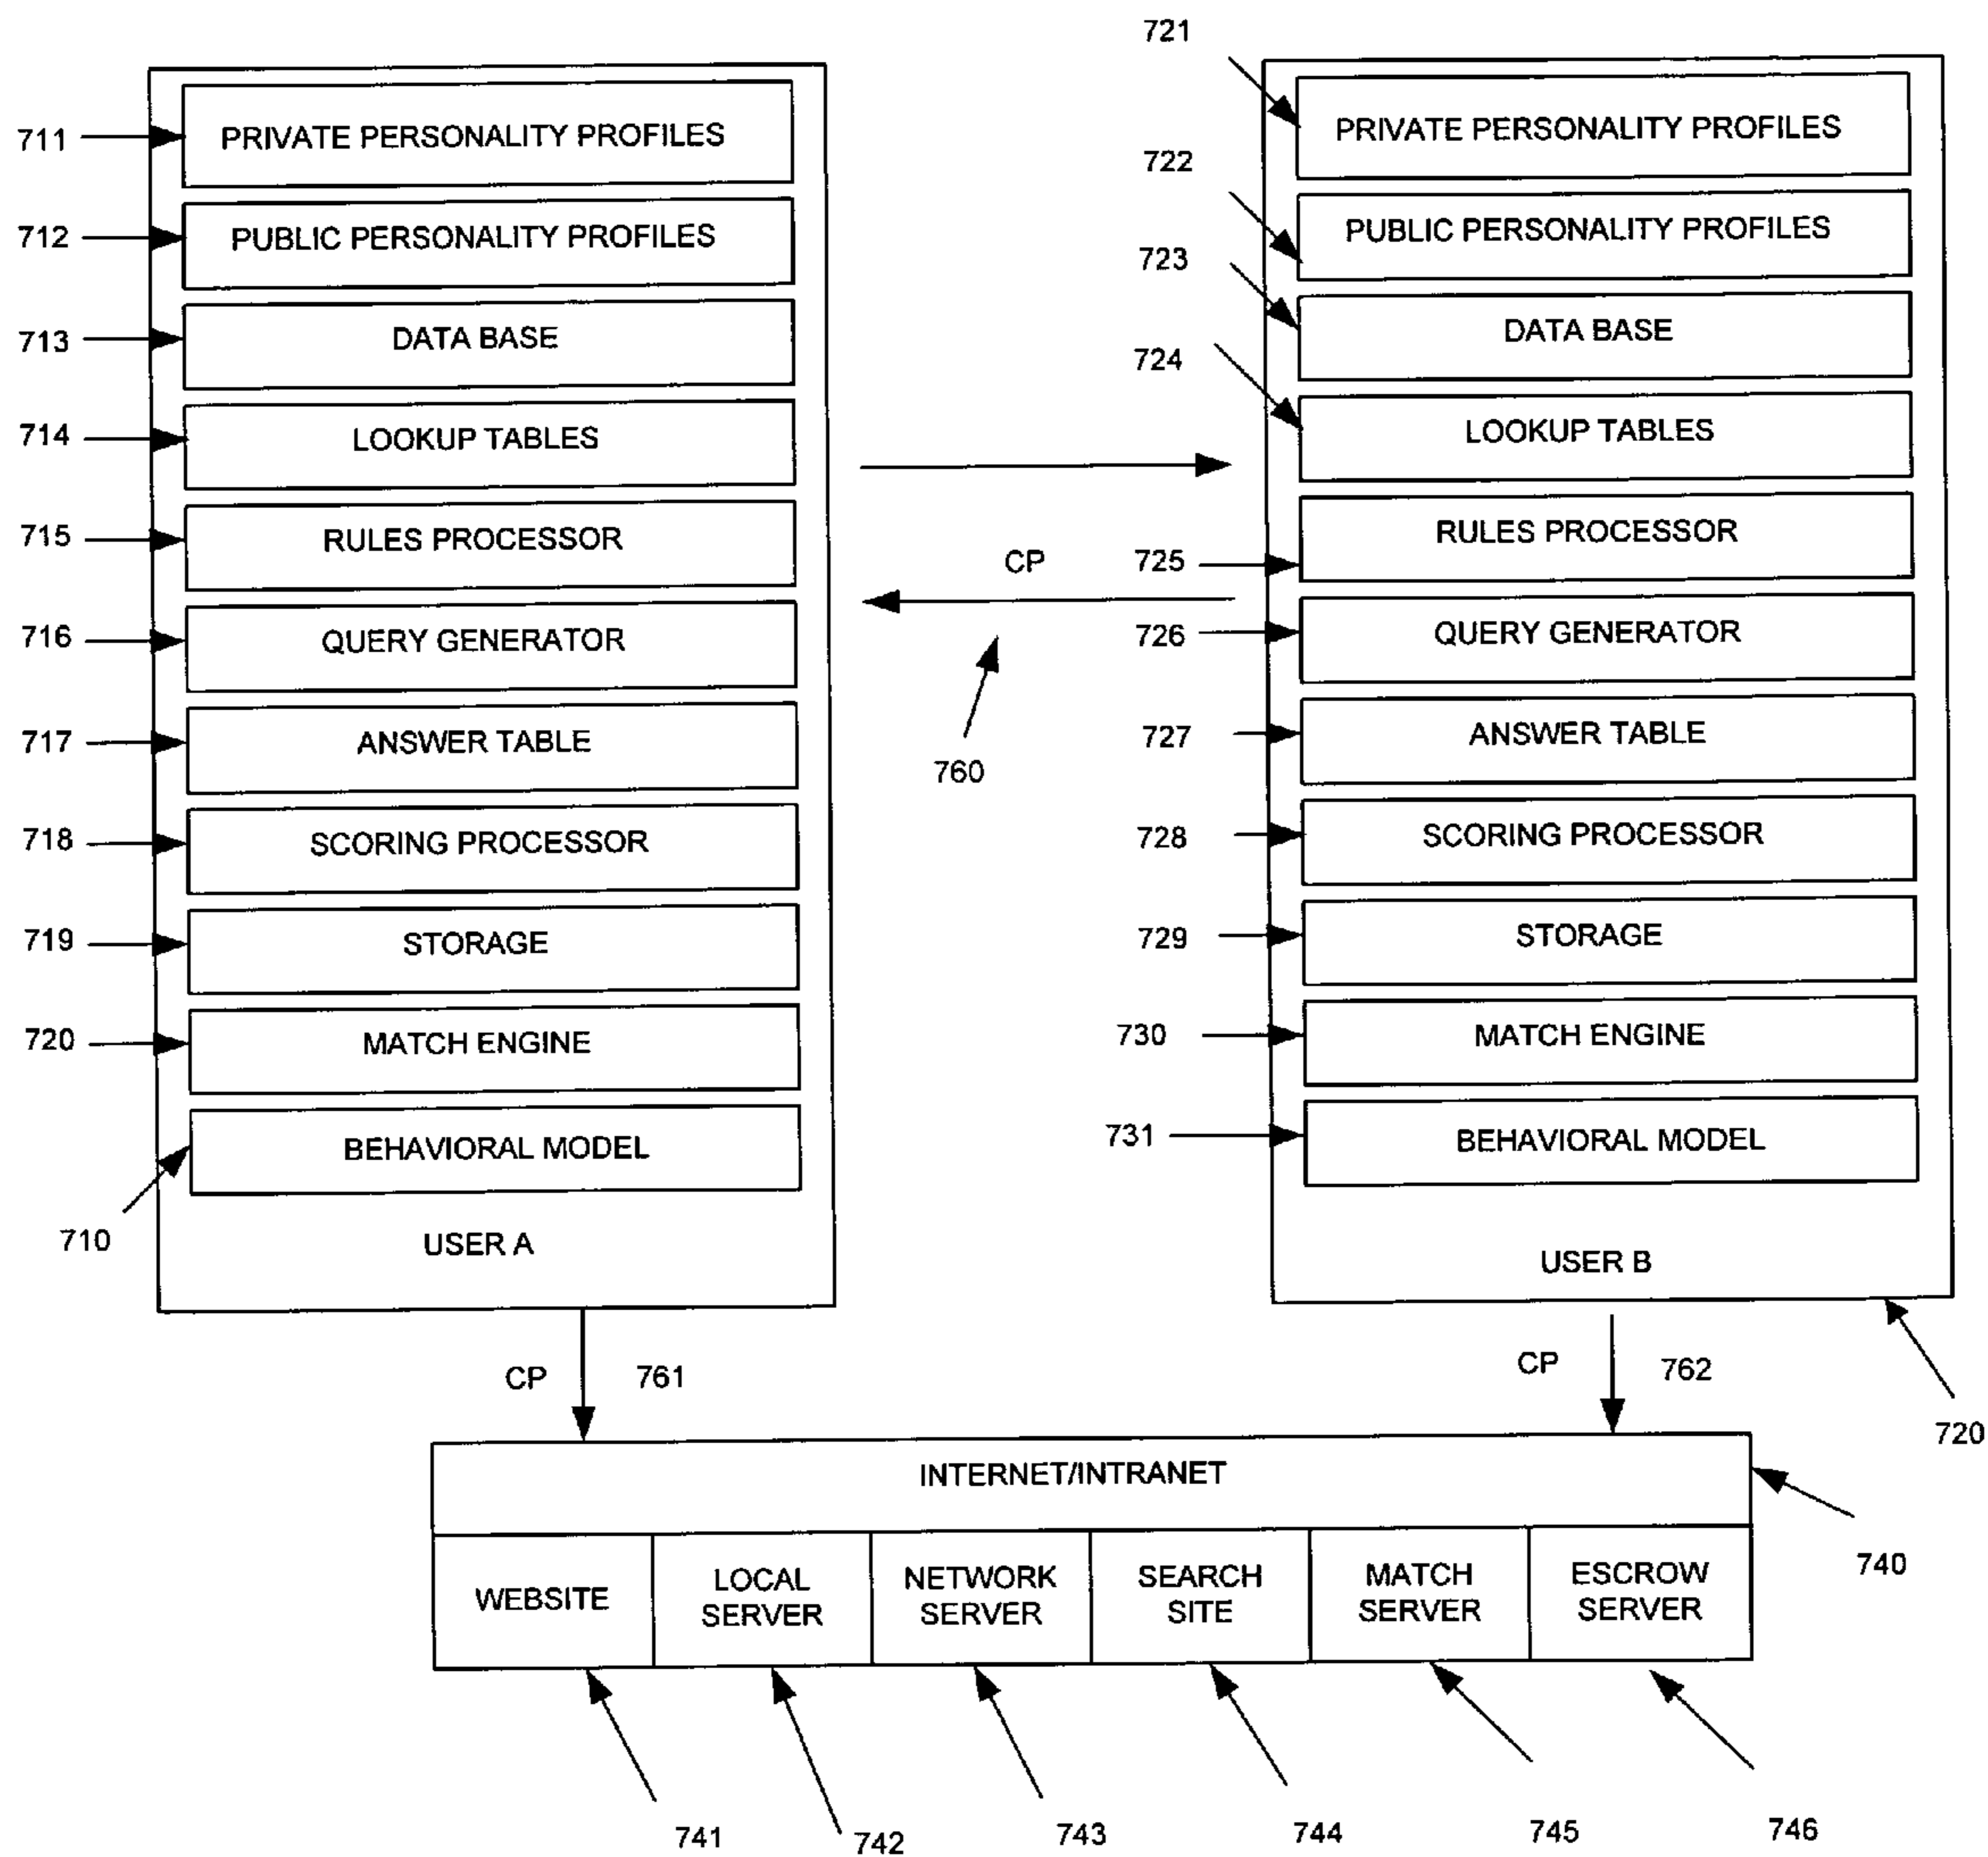 721
711
PRIVATE PERSONALITY PROFILES
PRIVATE PERSONALITY PROFILES
722
712
PUBLIC PERSONALITY PROFILES
PUBLIC PERSONALITY PROFILES
723
713
DATA BASE
DATA BASE
724
714
LOOKUP TABLES
LOOKUP TABLES
715
RULES PROCESSOR
CP
725
RULES PROCESSOR
716
QUERY GENERATOR
726
QUERY GENERATOR
717
ANSWER TABLE
760
727
ANSWER TABLE
718
SCORING PROCESSOR
728
SCORING PROCESSOR
719
STORAGE
729
STORAGE
720
MATCH ENGINE
730
MATCH ENGINE
BEHAVIORAL MODEL
731
BEHAVIORAL MODEL
710
USER A
USER B
CP
761
CP
762
720
INTERNET/INTRANET
740
WEBSITE
LOCAL
SERVER
NETWORK
SERVER
SEARCH
SITE
MATCH
SERVER
ESCROW
SERVER
741
742
743
744
745
746